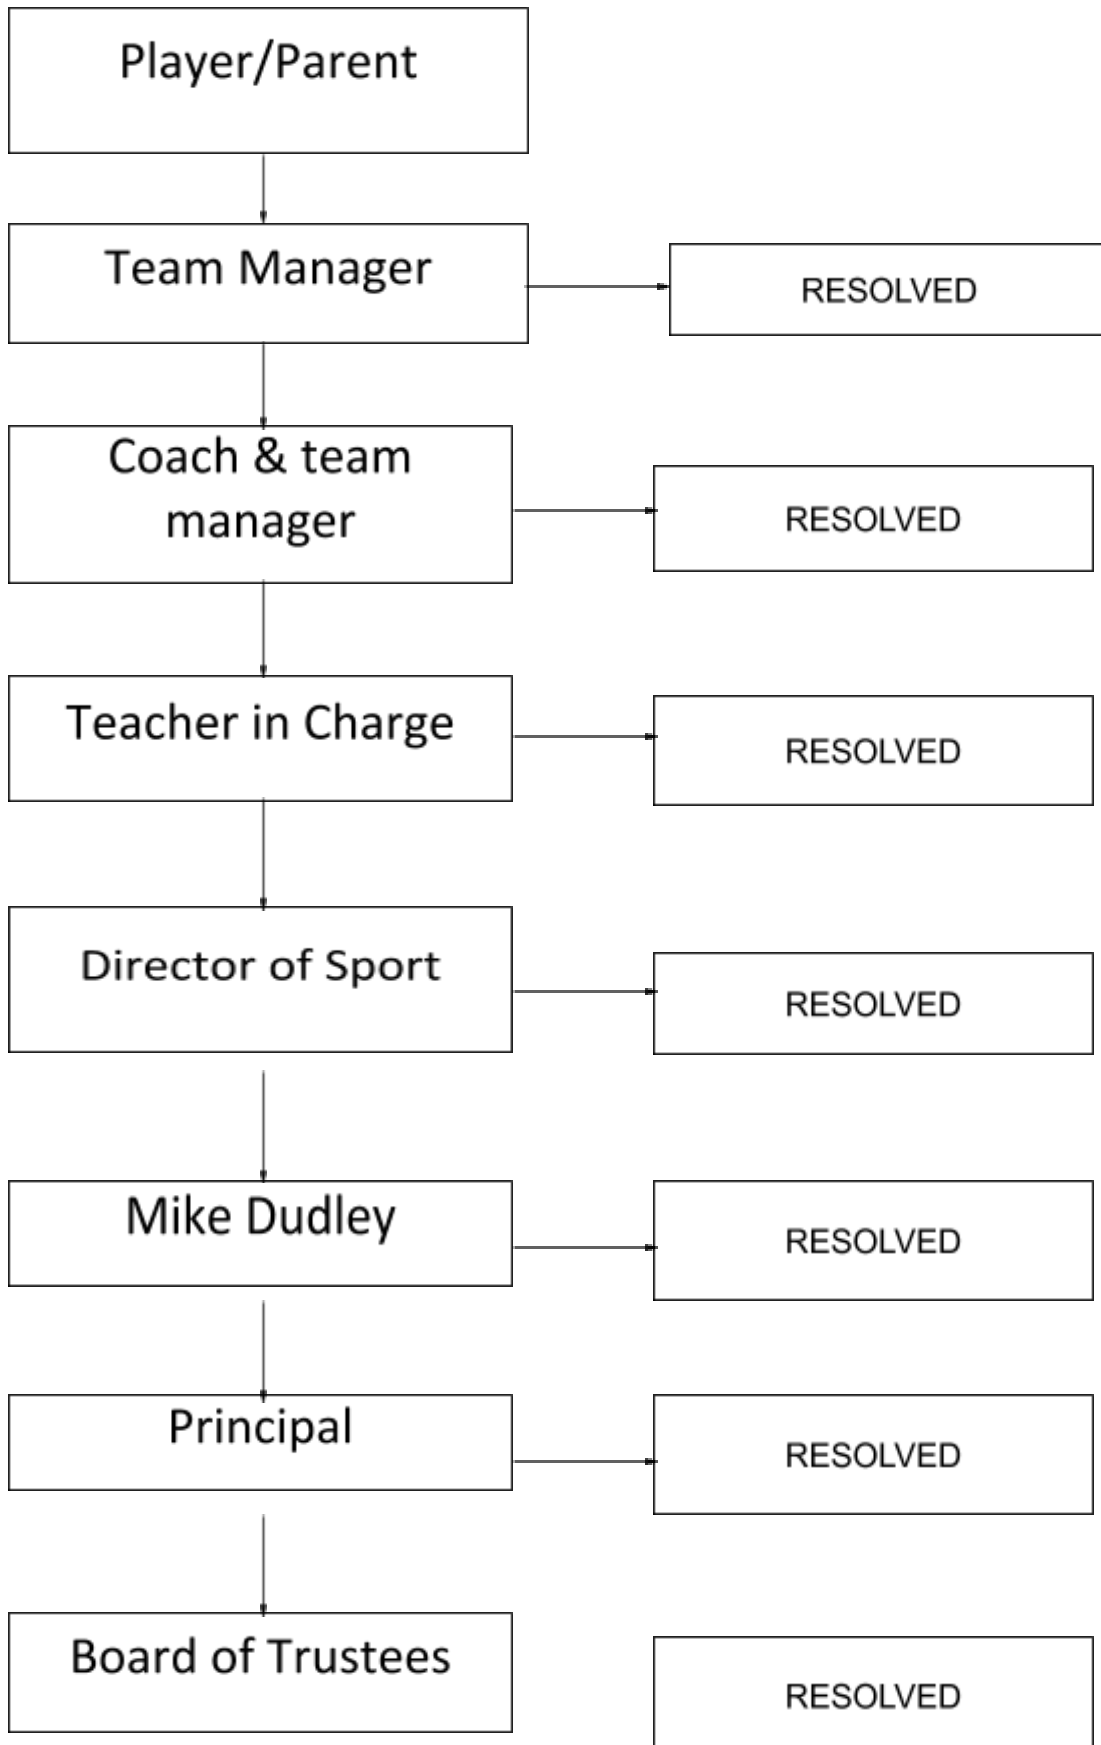 Player/Parent
Team Manager
RESOLVED
Coach & team
manager
RESOLVED
Teacher in Charge
RESOLVED
Director of Sport
RESOLVED
Mike Dudley
RESOLVED
Principal
RESOLVED
Board of Trustees
RESOLVED